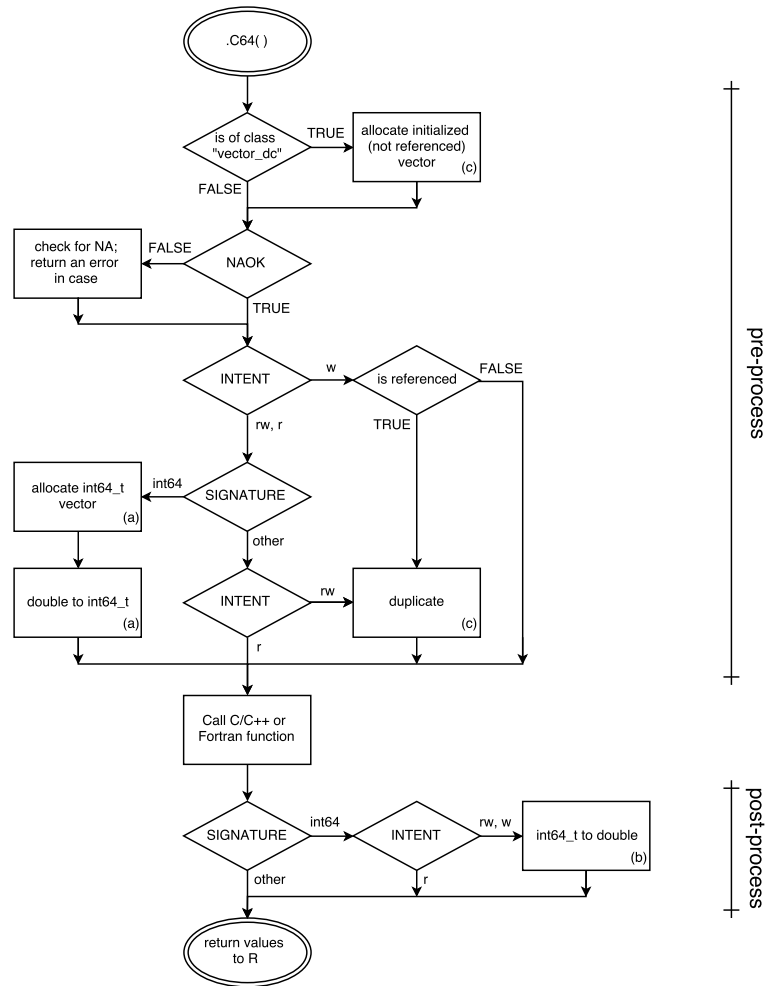 .C64( )
is of class
"vector_dc"
TRUE
allocate initialized
(not referenced)
vector
(c)
FALSE
check for NA;
return an error
in case
FALSE
NAOK
TRUE
INTENT
w
is referenced
FALSE
rw, r
TRUE
allocate int64_t
vector
(a)
int64
SIGNATURE
other
double to int64_t
(a)
INTENT
rw
duplicate
(c)
r
pre-process
Call C/C++ or
Fortran function
SIGNATURE
int64
INTENT
rw, w
int64_t to double
(b)
other
r
post-process
return values
to R